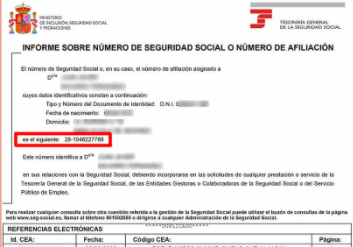 MINISTERIO
DE INCLUSIÓN, SEGURIDAD SOCIAL
Y MIGRACIONES
TESORERÍA GENERAL
DE LA SEGURIDAD SOCIAL
INFORME SOBRE NÚMERO DE SEGURIDAD SOCIAL O NÚMERO DE AFILIACIÓN
El número de Seguridad Social o, en su caso, el número de afiliación asignado a
Dº/ª
cuyos datos identificativos constan a continuación:
Tipo y Número del Documento de Identidad: D.N.I.
Fecha de nacimiento:
Domicilio:
es el siguiente: 28-1046227788
Este número identifica a Dº/ª
en sus relaciones con la Seguridad Social, debiendo incorporarse en las solicitudes de cualquier prestación o servicio de la
Tesorería General de la Seguridad Social, de las Entidades Gestoras o Colaboradoras de la Seguridad Social o del Servicio
Público de Empleo.
Para realizar cualquier consulta sobre otra cuestión referida a la gestión de la Seguridad Social puede utilizar el buzón de consultas de la página
web www.seg-social.es, llamar al teléfono 901502050 o dirigirse a cualquier Administración de la Seguridad Social.
REFERENCIAS ELECTRÓNICAS
Id. CEA: Fecha: Código CEA: Página: